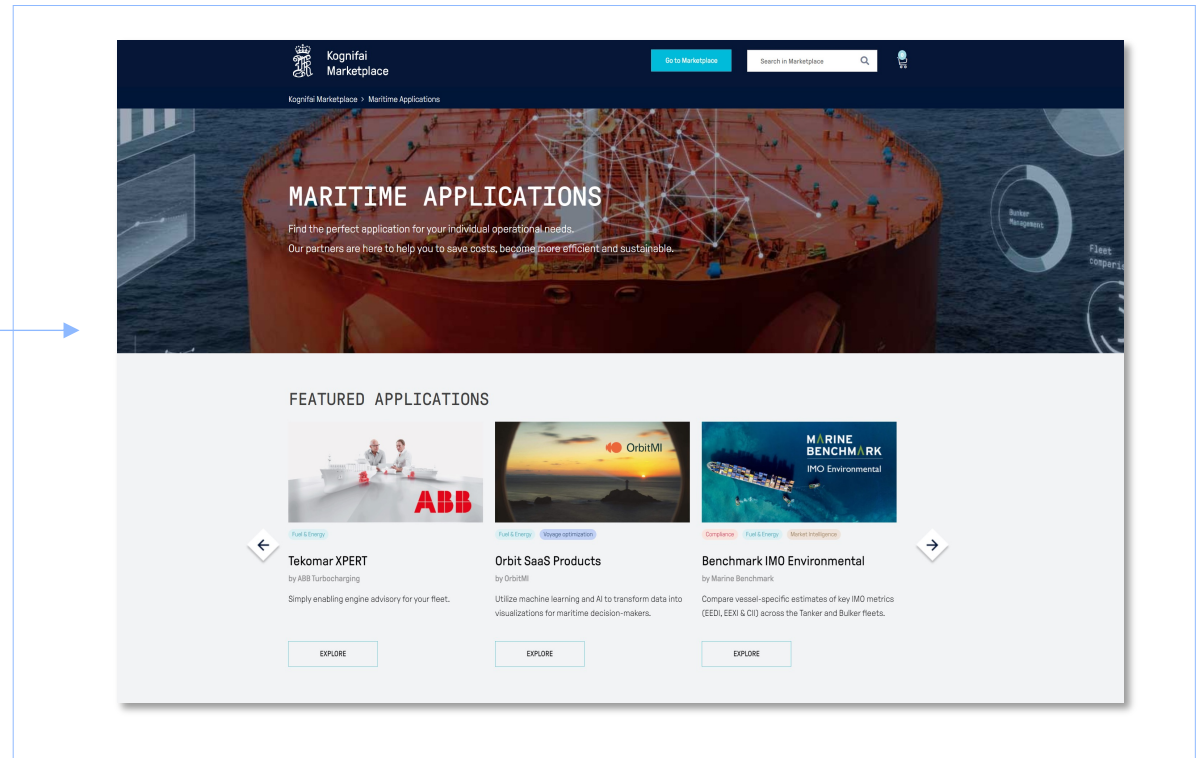 Kognifai
Marketplace
Go to Marketplace
Search in Marketplace
Kognifai Marketplace > Maritime Applications
MARITIME APPLICATIONS
Find the perfect application for your individual operational needs.
Our partners are here to help you to save costs, become more efficient and sustainable.
Bunker
Management
Fleet
FEATURED APPLICATIONS
ABB
OrbitMI
MARINE
BENCHMARK
IMO Environmental
Fuel & Energy
Fuel & Energy Voyage optimization
Compliance Fuel & Energy Market Intelligence
Tekomar XPERT
by ABB Turbocharging
Simply enabling engine advisory for your fleet.
EXPLORE
Orbit SaaS Products
by OrbitMI
Utilize machine learning and AI to transform data into
visualizations for maritime decision-makers.
EXPLORE
Benchmark IMO Environmental
by Marine Benchmark
Compare vessel-specific estimates of key IMO metrics
(EEDI, EEXI & CII) across the Tanker and Bulker fleets.
EXPLORE